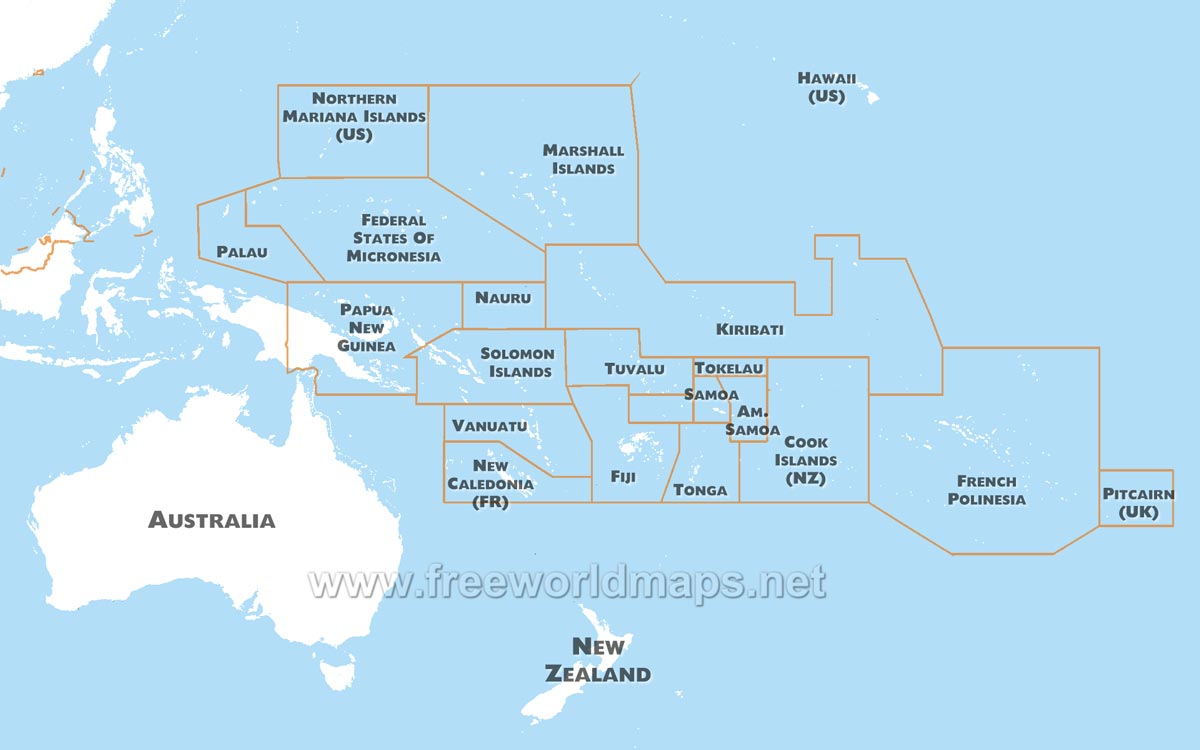 Hawaii
(US)
Northern
Mariana Islands
(US)
Marshall
Islands
Federal
States Of
Micronesia
Palau
Nauru
Papua
New
Guinea
Kiribati
Solomon
Islands
Tuvalu
Tokelau
Samoa
Am.
Samoa
Vanuatu
Cook
Islands
(NZ)
New
Caledonia
(FR)
Fiji
Tonga
French
Polinesia
Pitcairn
(UK)
Australia
www.freeworldmaps.net
New
Zealand